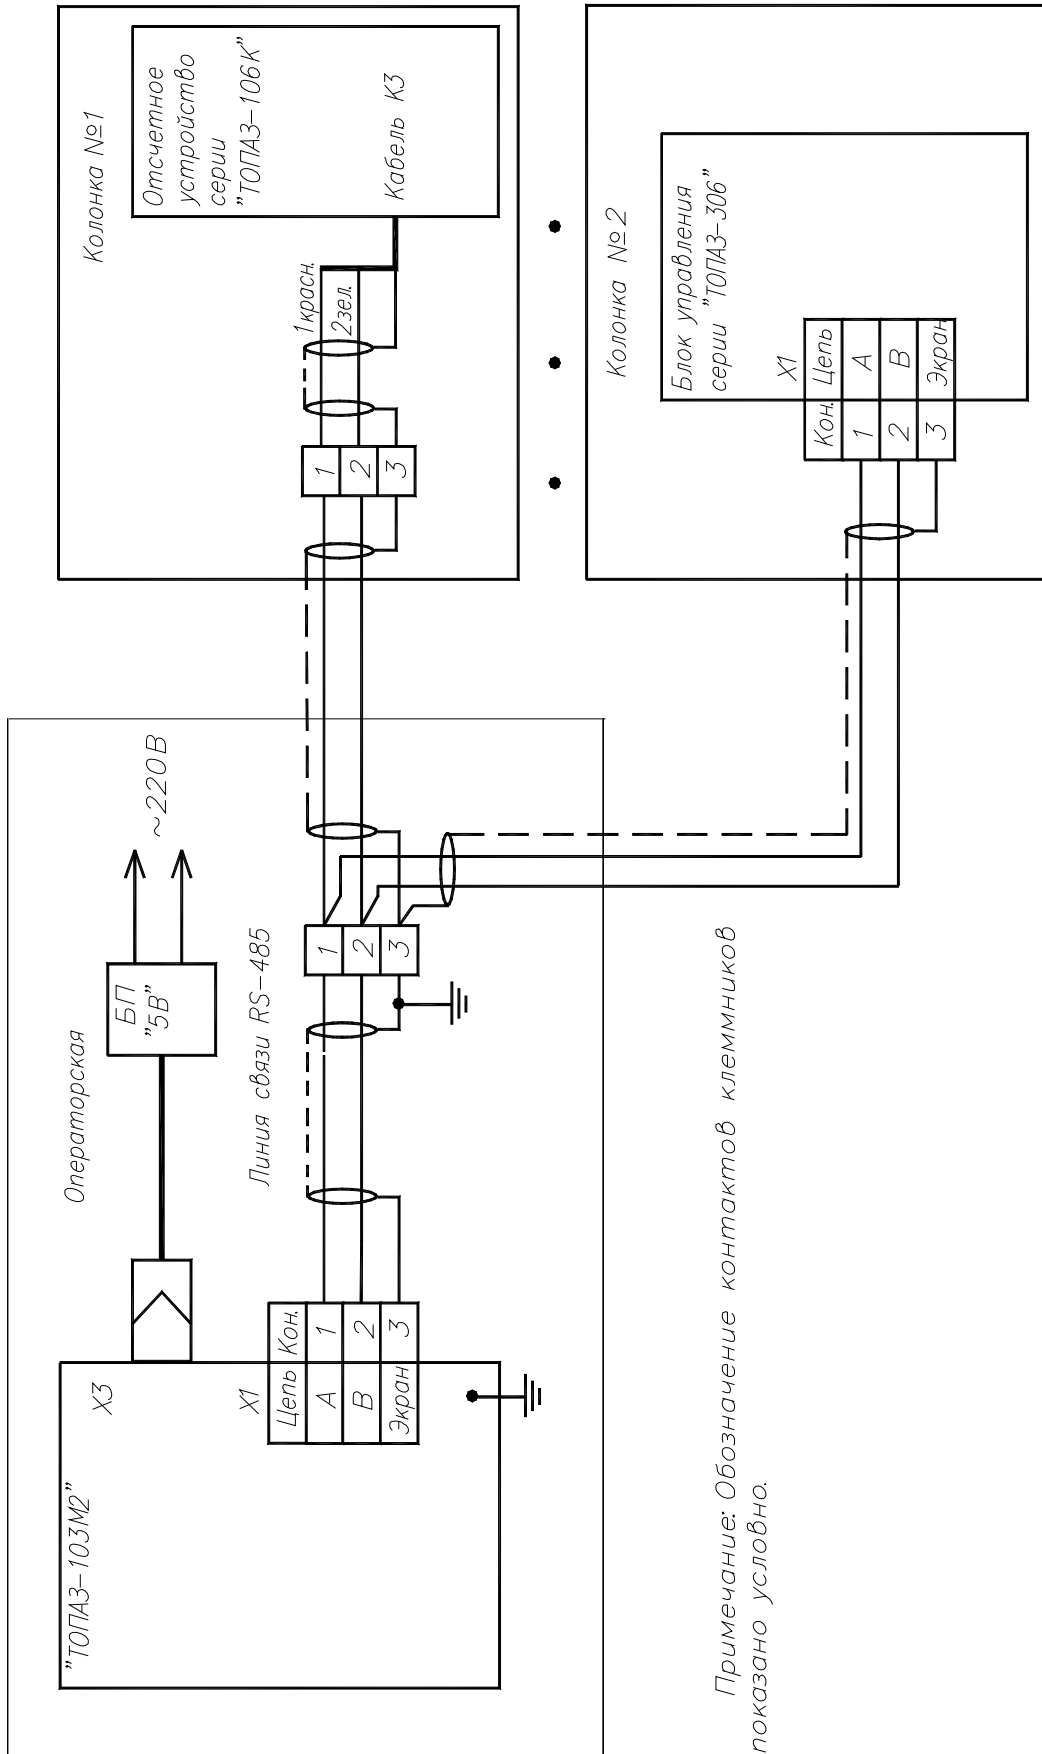 "ТОПАЗ-103М2"
X3
X1
Цепь Кон.
А 1
В 2
Экран 3
Операторская
БП
"5В"
~220В
Линия связи RS-485
1
2
3
Колонка №1
Отсчетное
устройство
серии
"ТОПАЗ-106К"
Кабель К3
1красн.
2зел.
1
2
3
Колонка №2
Блок управления
серии "ТОПАЗ-306"
X1
Кон. Цепь
1 А
2 В
3 Экран
Примечание: Обозначение контактов клеммников
показано условно.